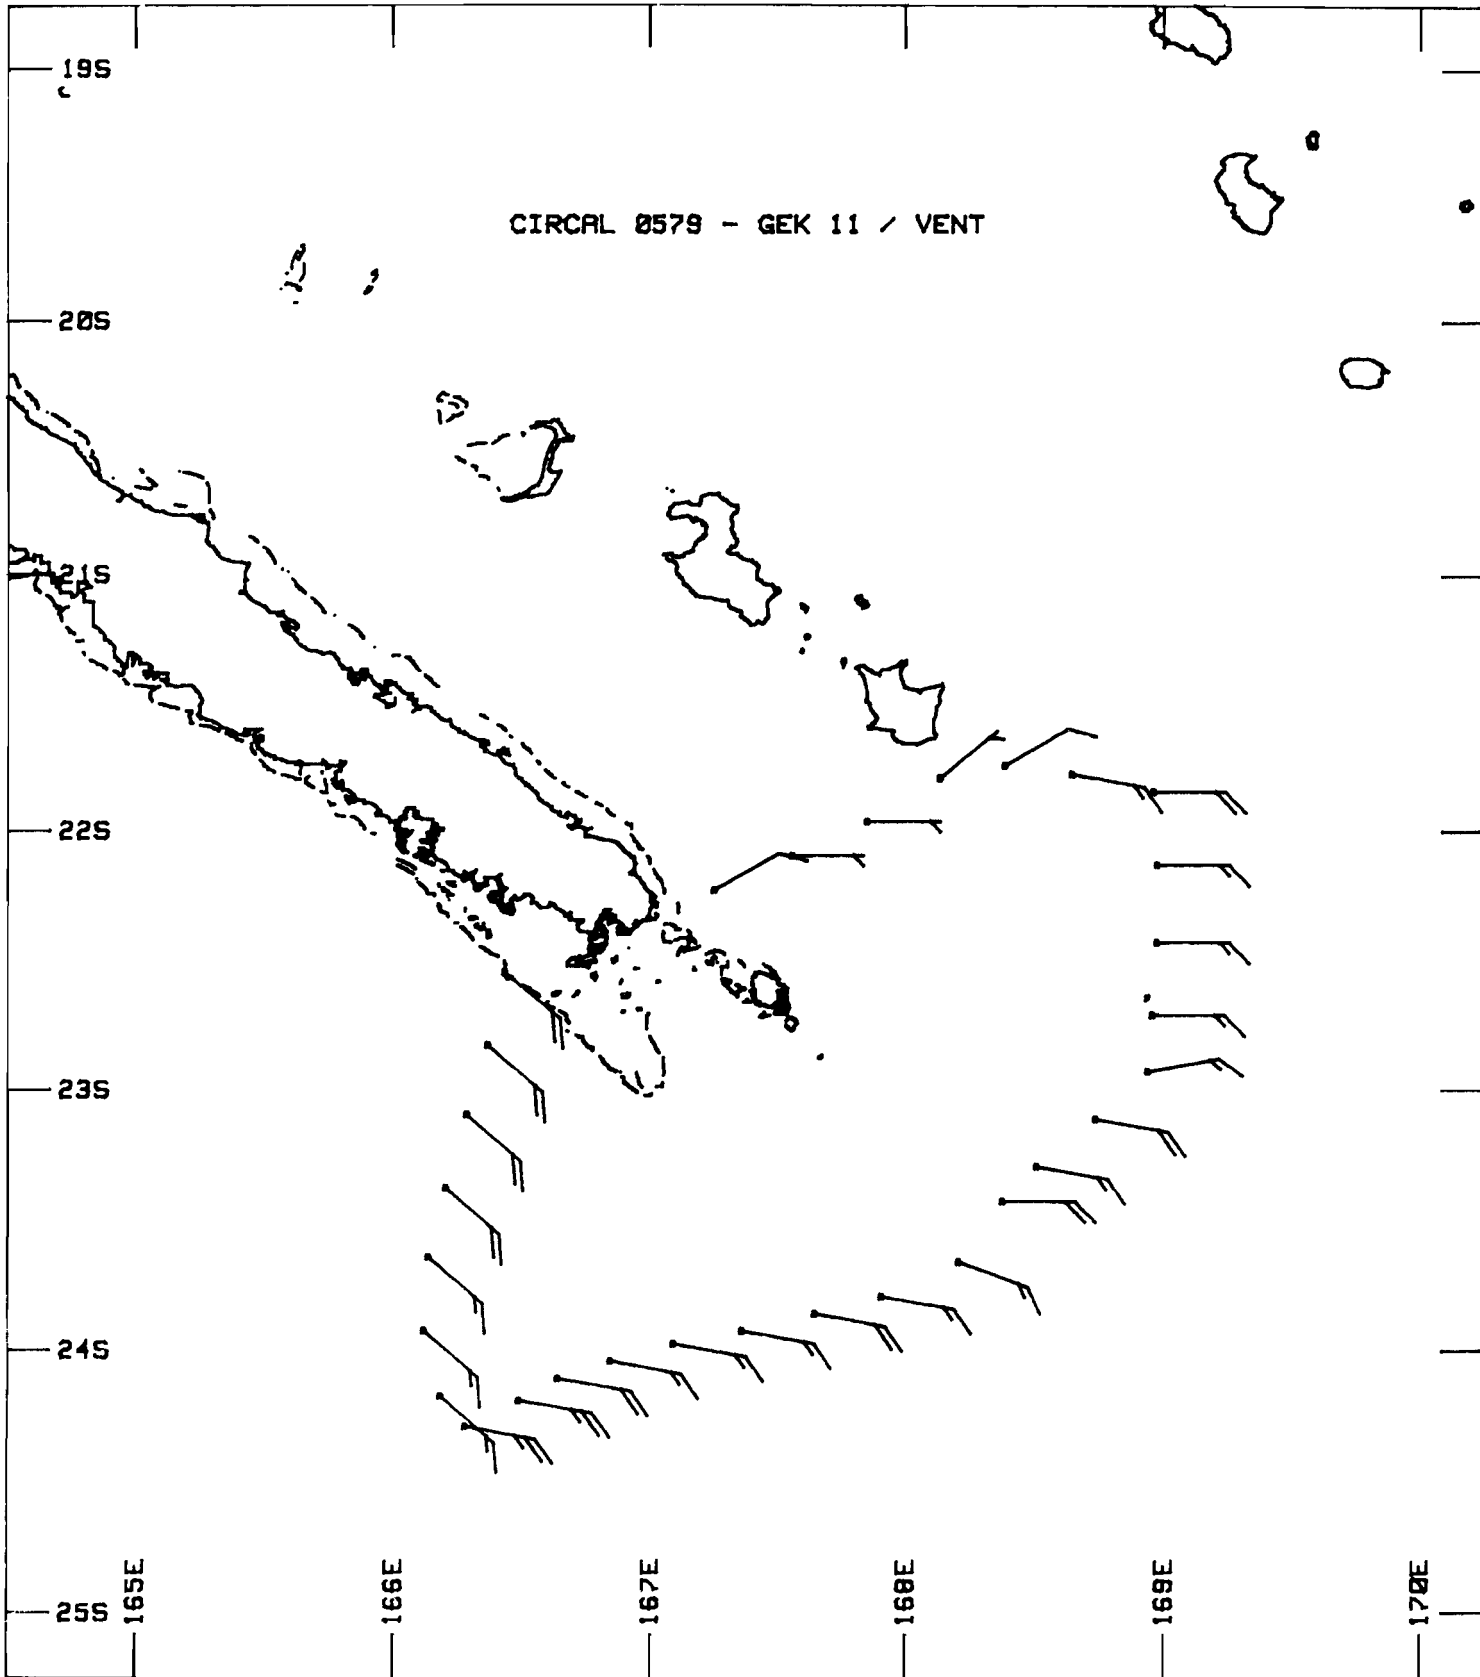 19S
CIRCAL 0579 - GEK 11 / VENT
20S
21S
22S
23S
24S
25S
165E
166E
167E
168E
169E
170E